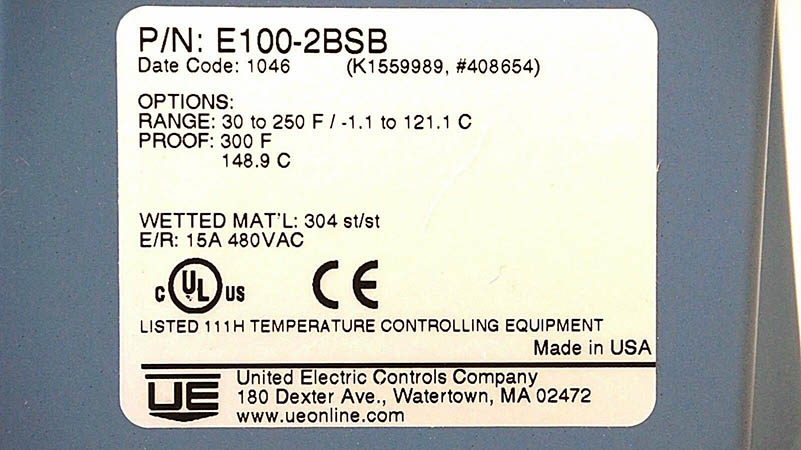 P/N: E100-2BSB
Date Code: 1046 (K1559989, #408654)
OPTIONS:
RANGE: 30 to 250 F / -1.1 to 121.1 C
PROOF: 300 F
148.9 C
WETTED MAT'L: 304 st/st
E/R: 15A 480VAC
C UL US CE
LISTED 111H TEMPERATURE CONTROLLING EQUIPMENT
Made in USA
UE United Electric Controls Company
180 Dexter Ave., Watertown, MA 02472
www.ueonline.com